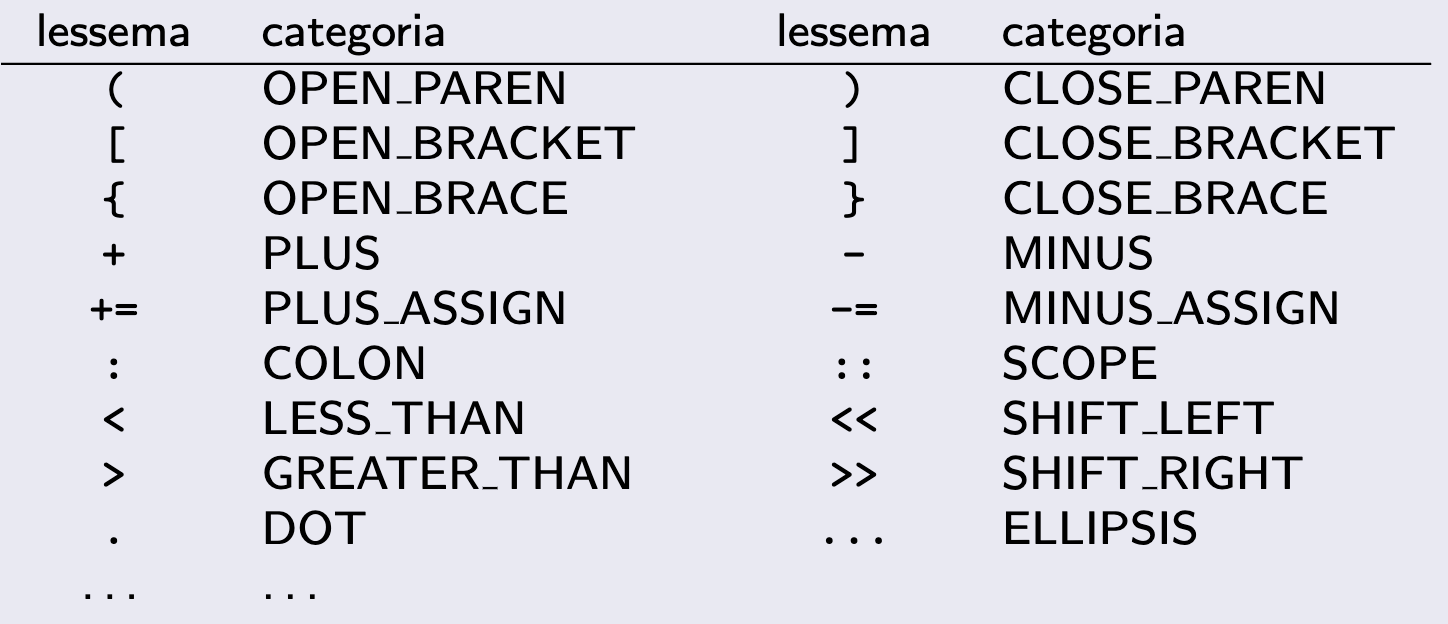 lessema categoria lessema categoria
( OPEN_PAREN ) CLOSE_PAREN
[ OPEN_BRACKET ] CLOSE_BRACKET
{ OPEN_BRACE } CLOSE_BRACE
+ PLUS - MINUS
+= PLUS_ASSIGN -= MINUS_ASSIGN
: COLON :: SCOPE
< LESS_THAN << SHIFT_LEFT
> GREATER_THAN >> SHIFT_RIGHT
. DOT ... ELLIPSIS
... ...